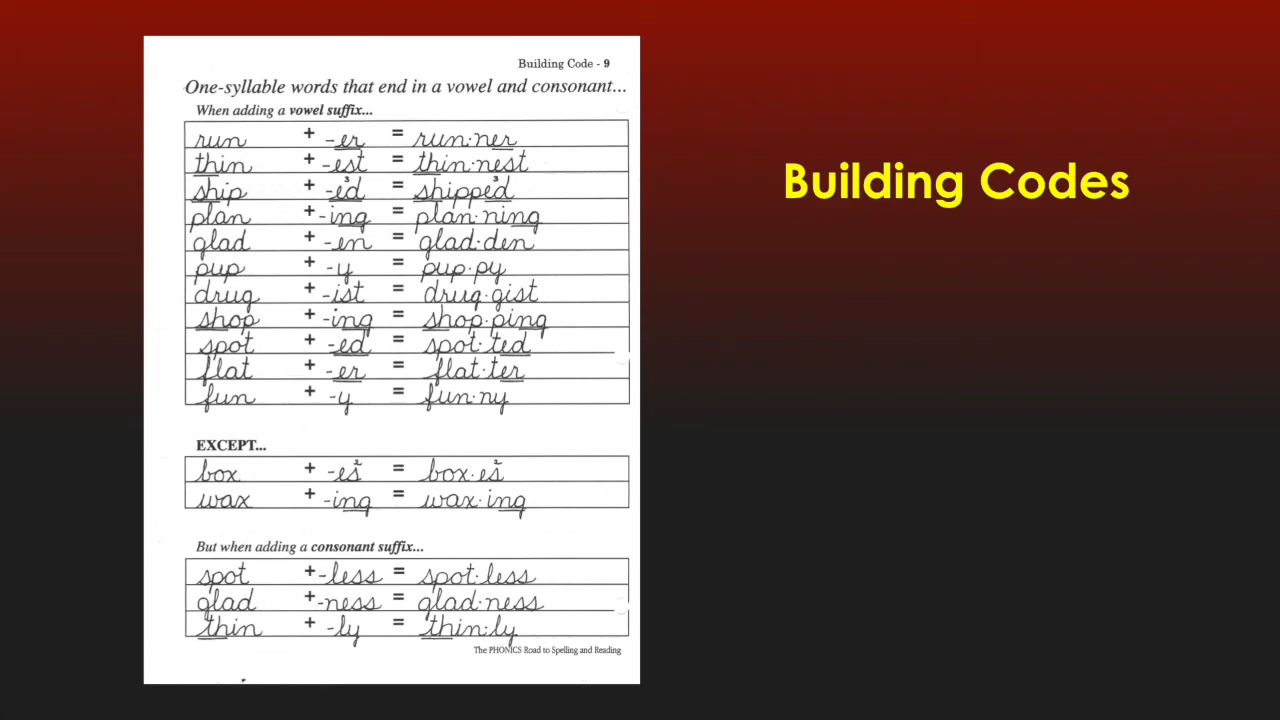 Building Code - 9
One-syllable words that end in a vowel and consonant...
When adding a vowel suffix...
run + -er = run·ner
thin + -est = thin·nest
ship + -ed³ = shipped³
plan + -ing = plan·ning
glad + -en = glad·den
pup + -y = pup·py
drug + -ist = drug·gist
shop + -ing = shop·ping
spot + -ed = spot·ted
flat + -er = flat·ter
fun + -y = fun·ny
EXCEPT...
box + -es² = box·es²
wax + -ing = wax·ing
But when adding a consonant suffix...
spot + -less = spot·less
glad + -ness = glad·ness
thin + -ly = thin·ly
The PHONICS Road to Spelling and Reading
Building Codes